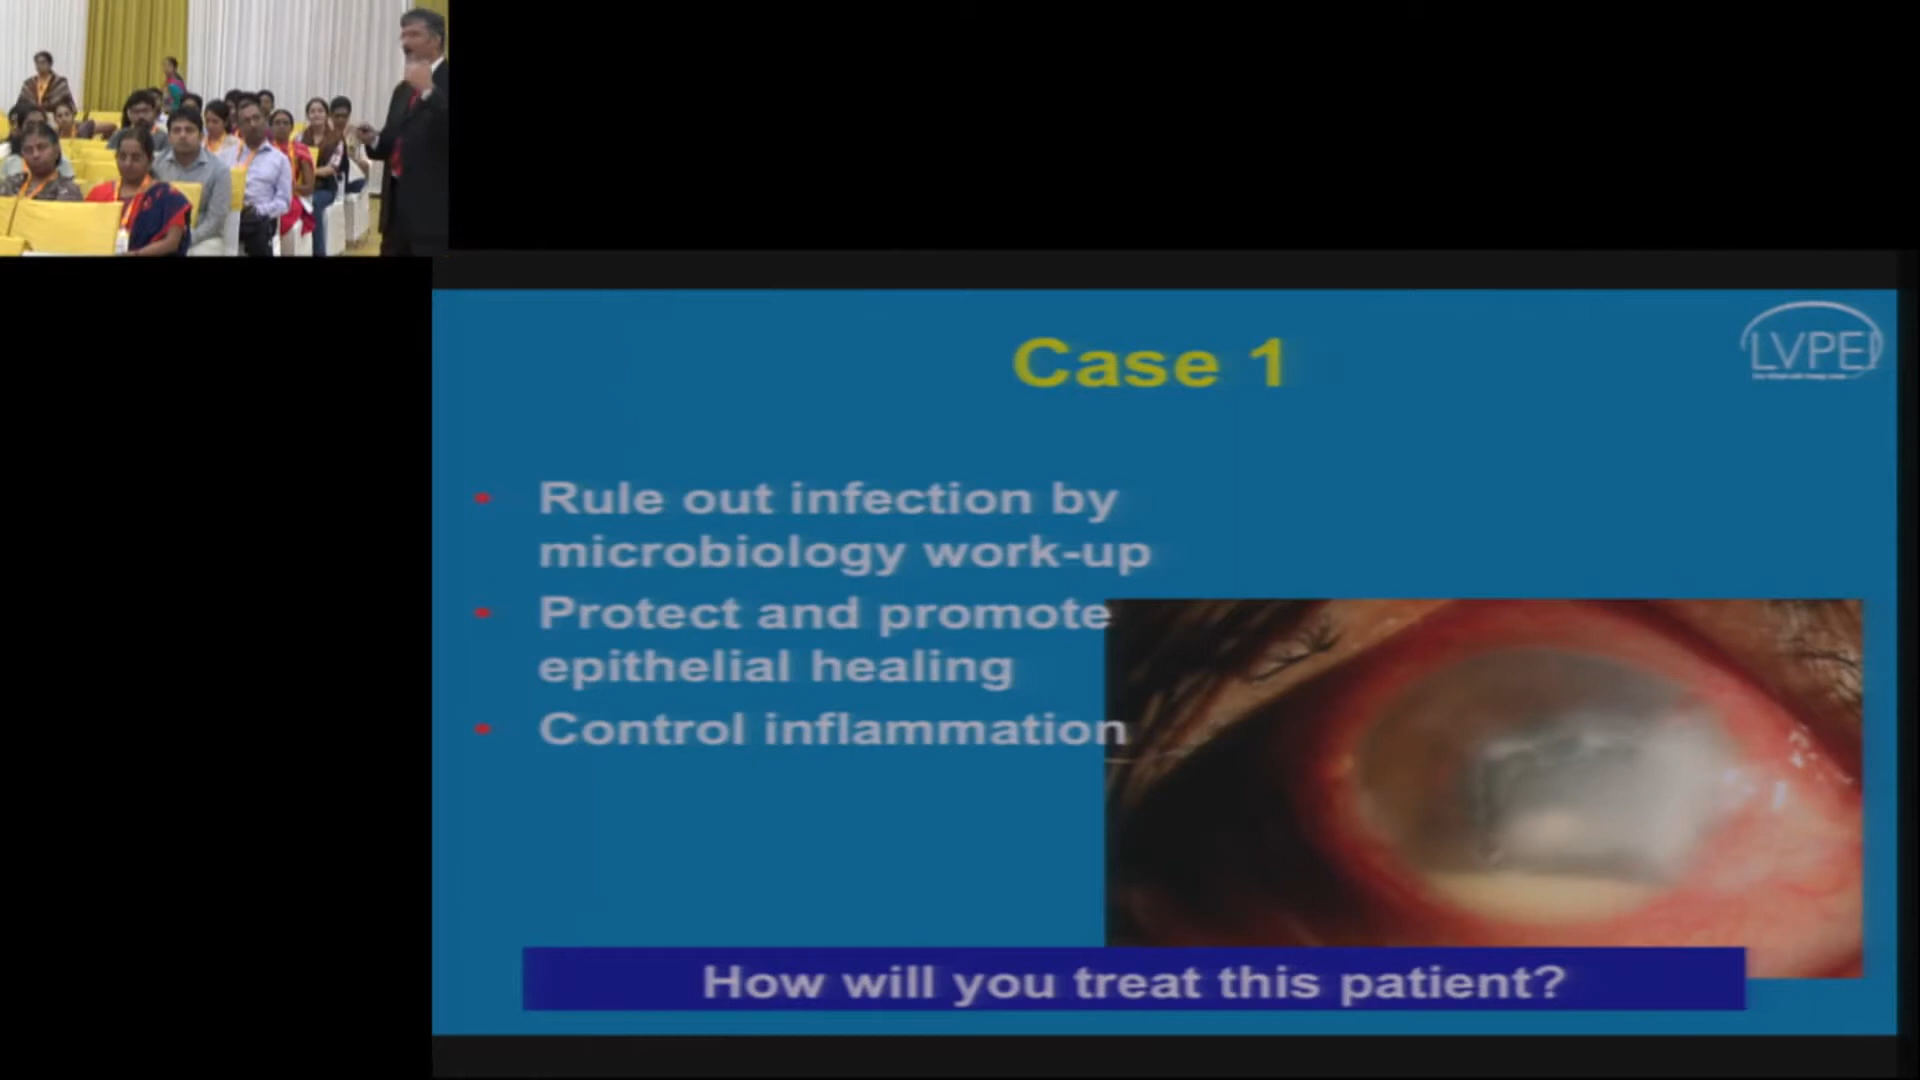 LVPEI
Case 1
• Rule out infection by
microbiology work-up
• Protect and promote
epithelial healing
• Control inflammation
How will you treat this patient?